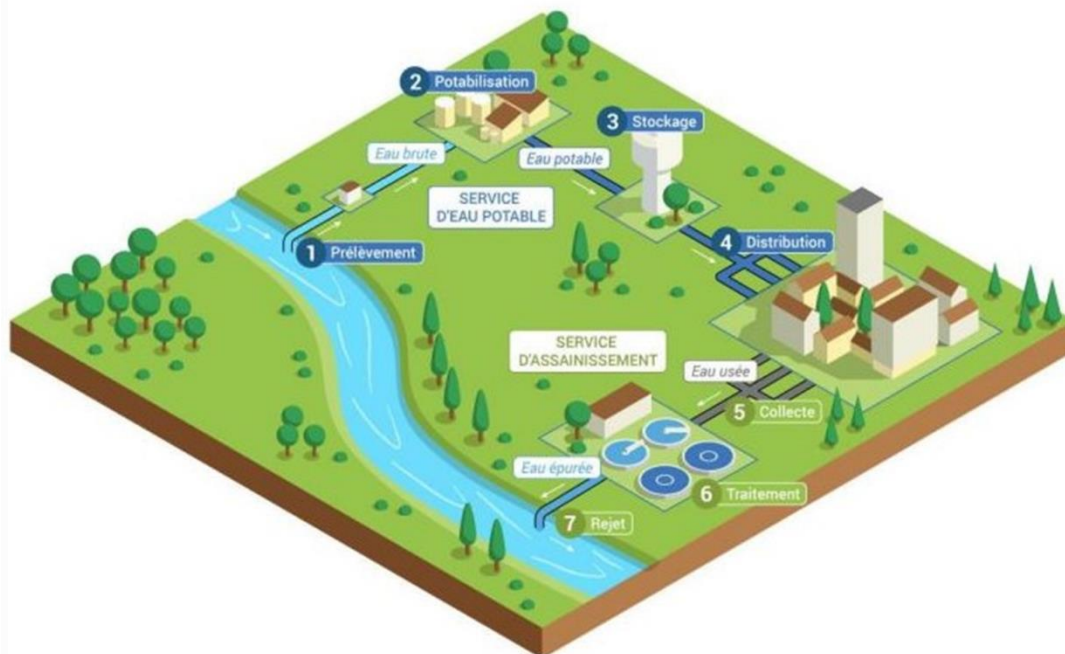 2 Potabilisation
3 Stockage
Eau brute
Eau potable
SERVICE
D'EAU POTABLE
1 Prélèvement
4 Distribution
SERVICE
D'ASSAINISSEMENT
Eau usée
5 Collecte
Eau épurée
6 Traitement
7 Rejet